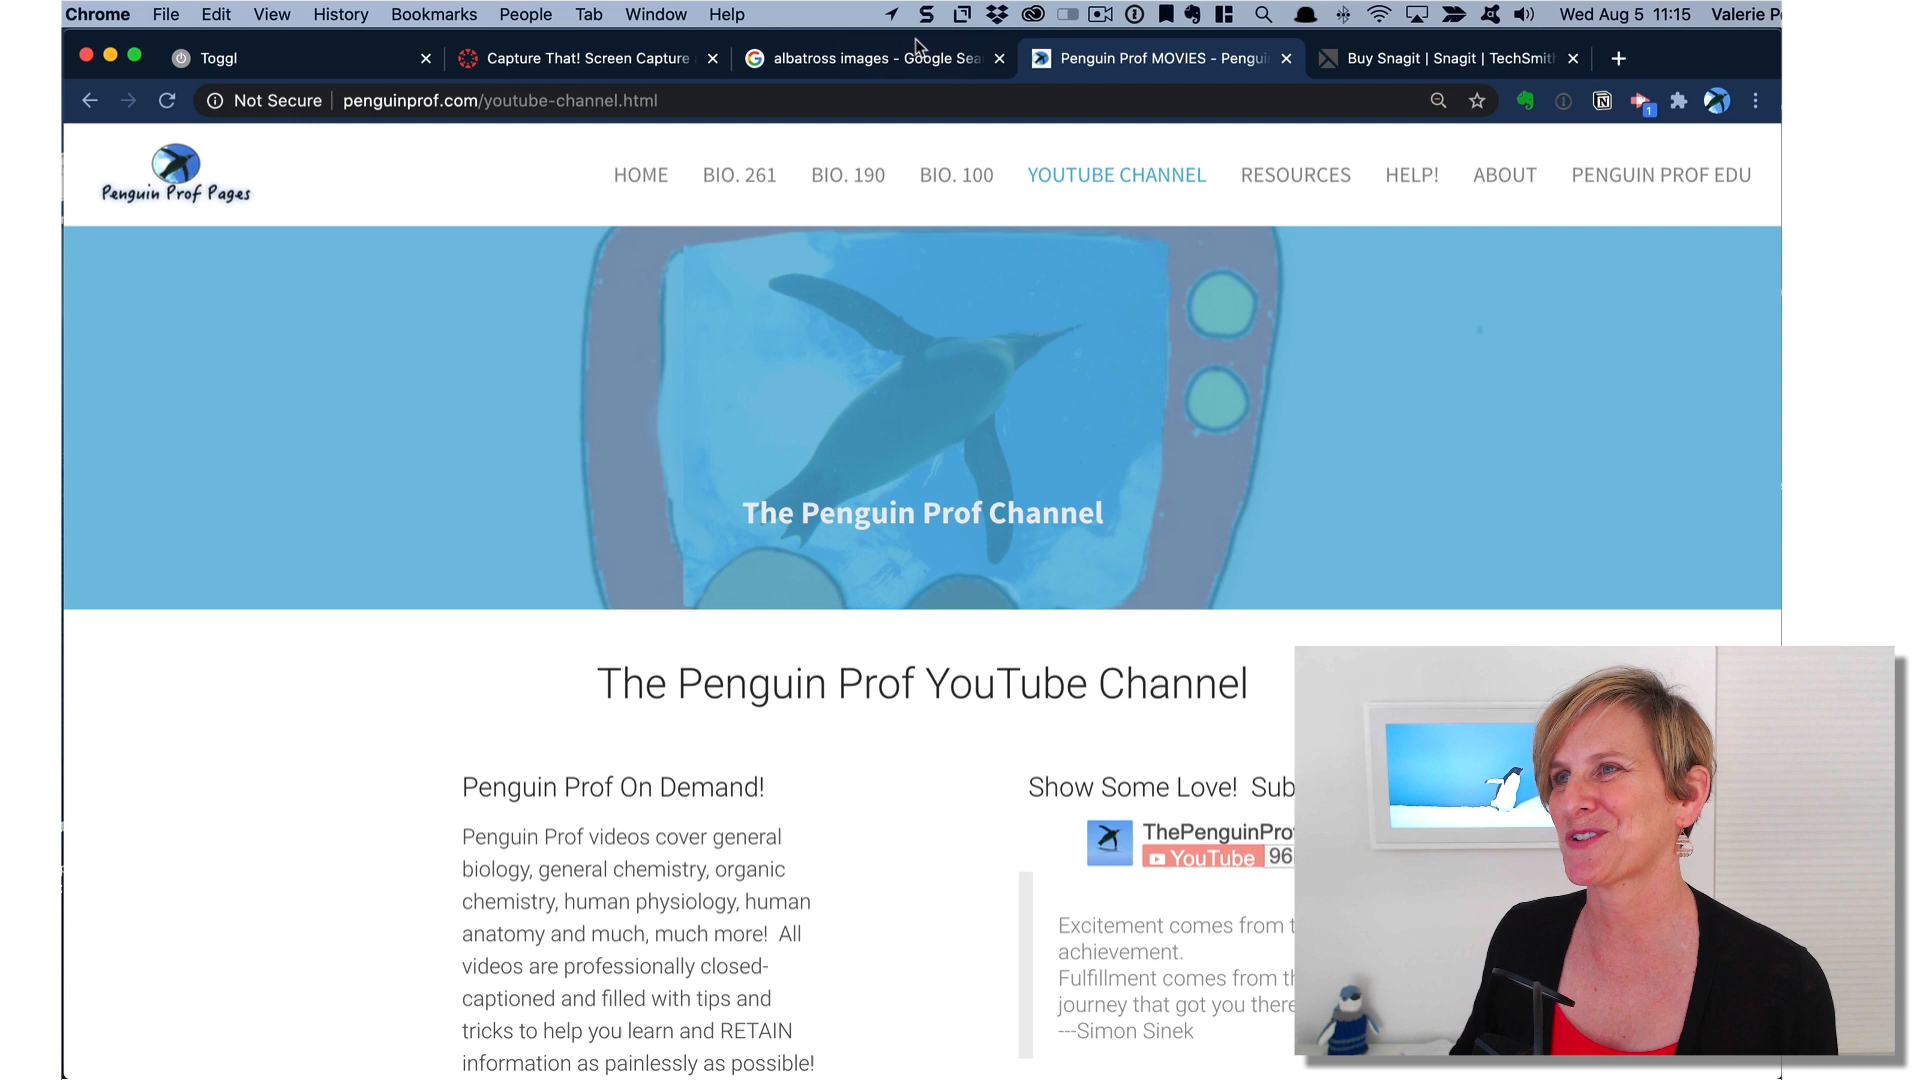 Chrome File Edit View History Bookmarks People Tab Window Help Wed Aug 5 11:15 Valerie
Toggl Capture That! Screen Capture albatross images - Google Sea Penguin Prof MOVIES - Pengui Buy Snagit | Snagit | TechSmith
Not Secure penguinprof.com/youtube-channel.html 1
Penguin Prof Pages
HOME BIO. 261 BIO. 190 BIO. 100 YOUTUBE CHANNEL RESOURCES HELP! ABOUT PENGUIN PROF EDU
The Penguin Prof Channel
The Penguin Prof YouTube Channel
Penguin Prof On Demand!
Penguin Prof videos cover general
biology, general chemistry, organic
chemistry, human physiology, human
anatomy and much, much more! All
videos are professionally closed-
captioned and filled with tips and
tricks to help you learn and RETAIN
information as painlessly as possible!
Show Some Love! Sub
ThePenguinProf
YouTube 96
Excitement comes from t
achievement.
Fulfillment comes from th
journey that got you there
---Simon Sinek